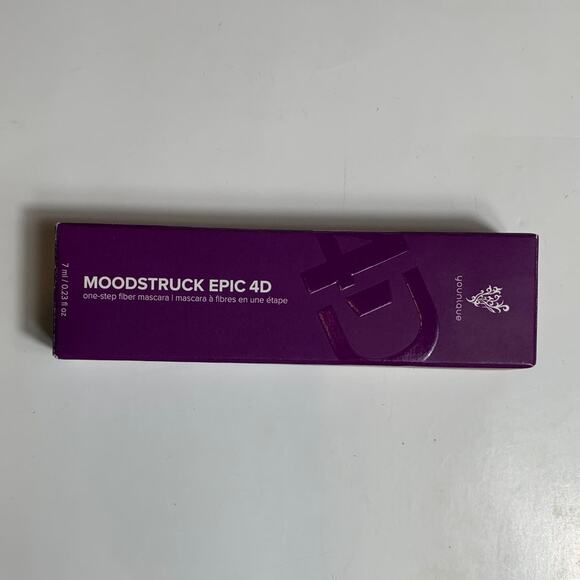 MOODSTRUCK EPIC 4D
one-step fiber mascara | mascara à fibres en une étape
7 ml / 0.23 fl oz
4D
younique